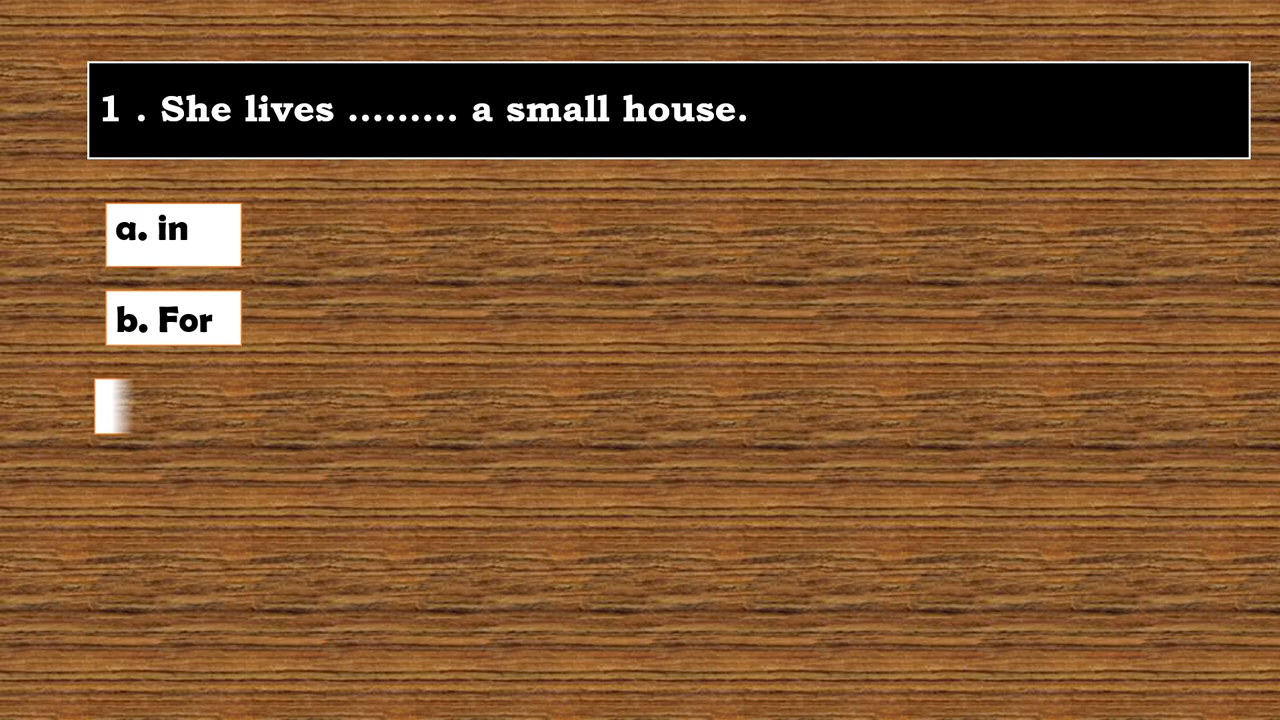 1 . She lives ......... a small house.
a. in
b. For